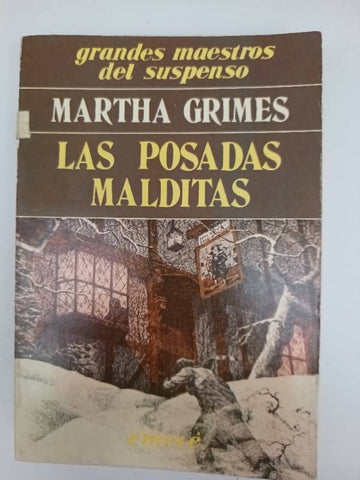 grandes maestros
del suspenso
MARTHA GRIMES
LAS POSADAS
MALDITAS
emecé